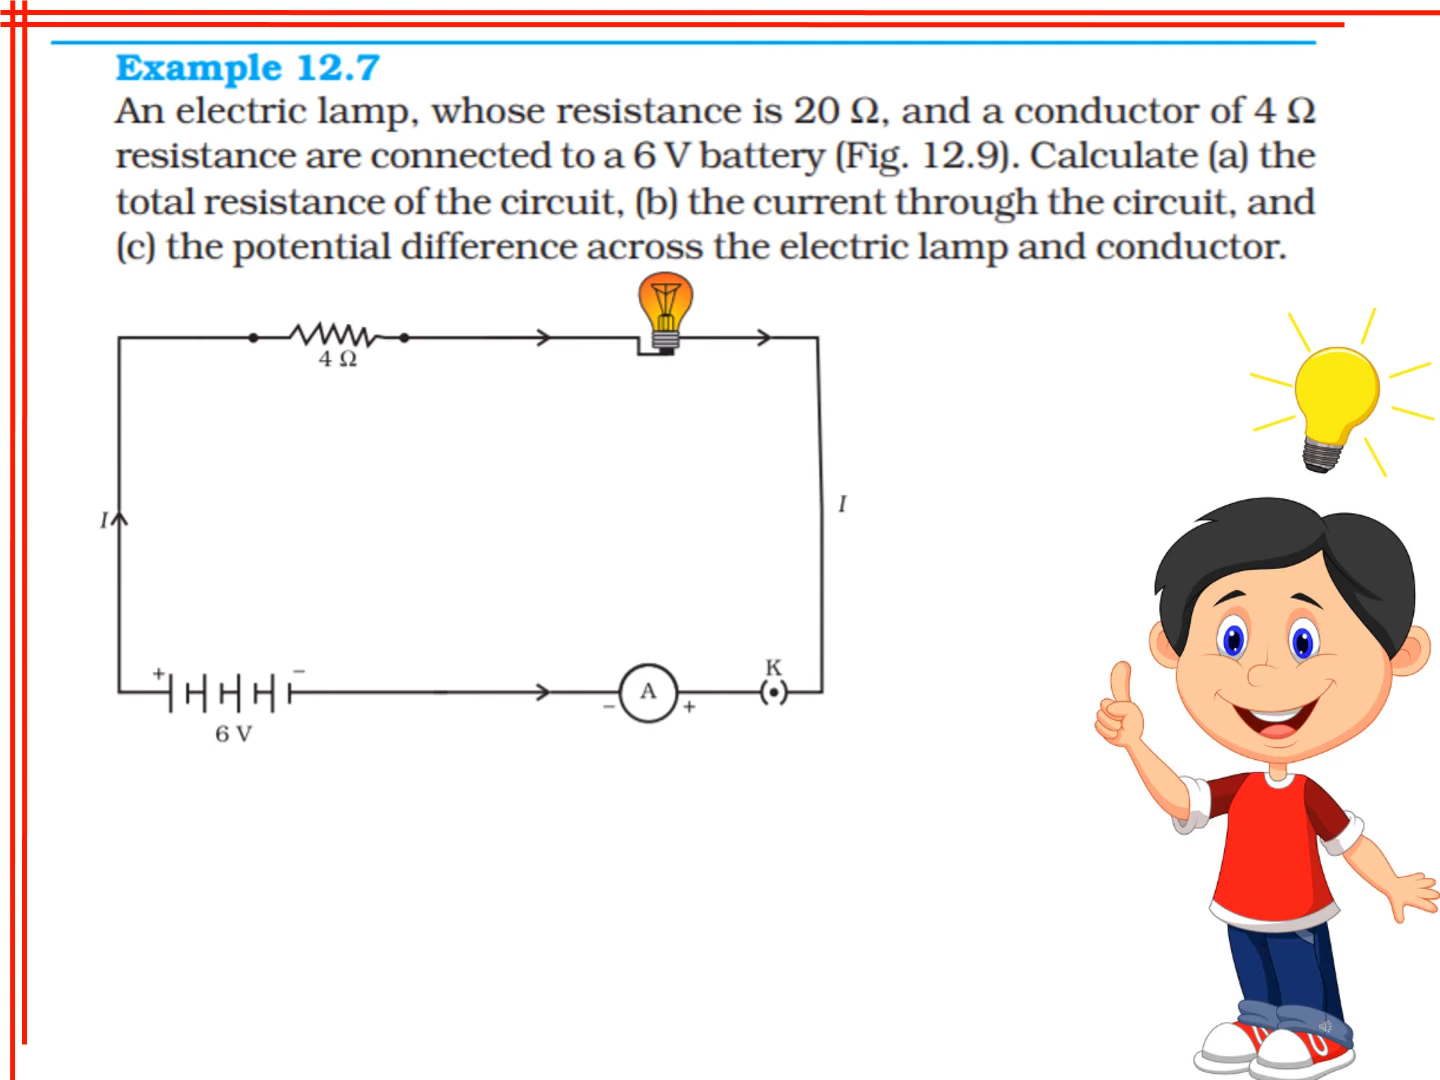 Example 12.7
An electric lamp, whose resistance is 20 Ω, and a conductor of 4 Ω
resistance are connected to a 6 V battery (Fig. 12.9). Calculate (a) the
total resistance of the circuit, (b) the current through the circuit, and
(c) the potential difference across the electric lamp and conductor.
4 Ω
I
I
+ −
6 V
− A +
K